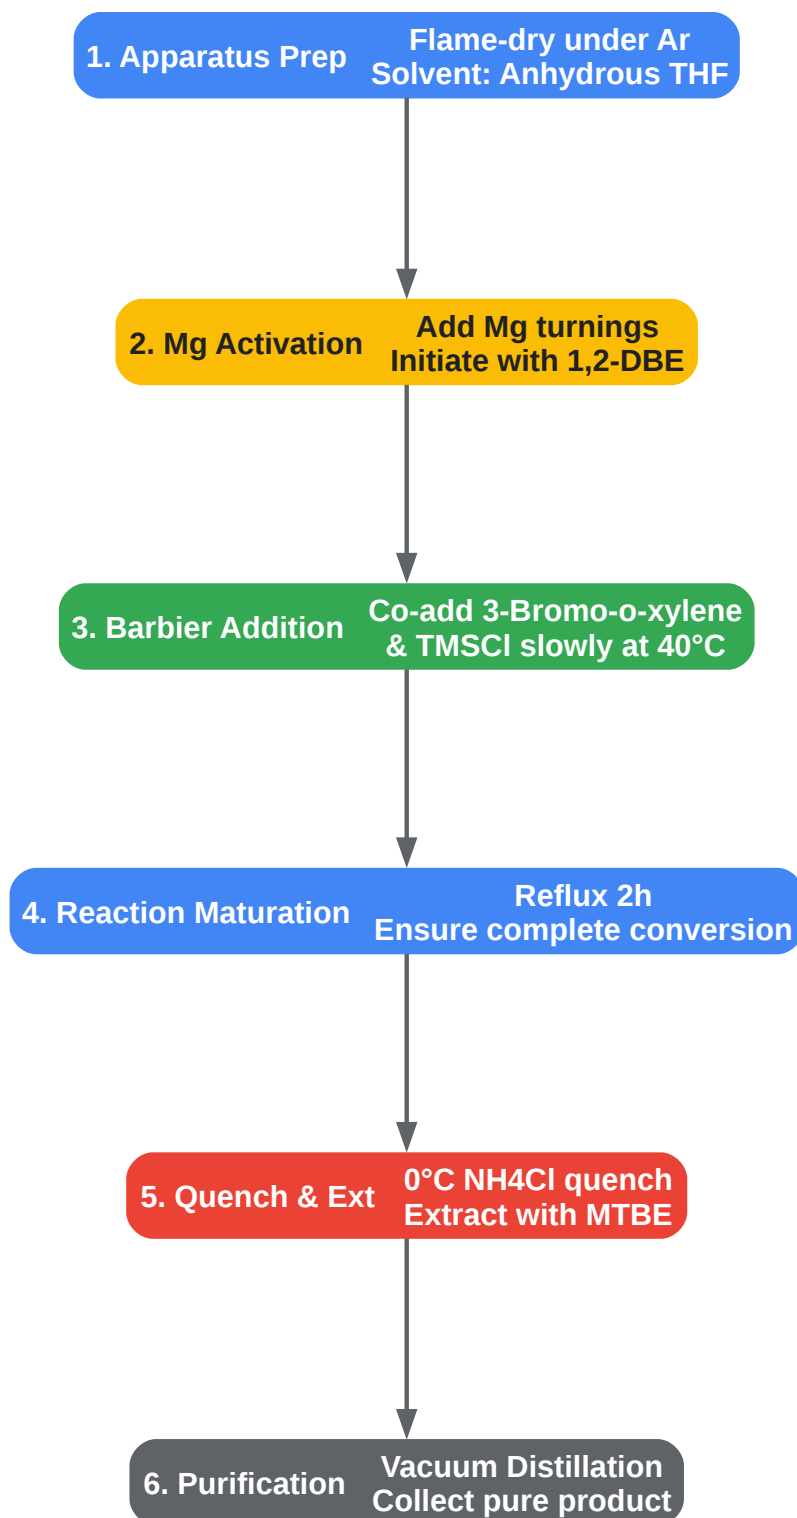 1. Apparatus Prep
Flame-dry under Ar
Solvent: Anhydrous THF
2. Mg Activation
Add Mg turnings
Initiate with 1,2-DBE
3. Barbier Addition
Co-add 3-Bromo-o-xylene
& TMSCl slowly at 40°C
4. Reaction Maturation
Reflux 2h
Ensure complete conversion
5. Quench & Ext
0°C NH4Cl quench
Extract with MTBE
6. Purification
Vacuum Distillation
Collect pure product